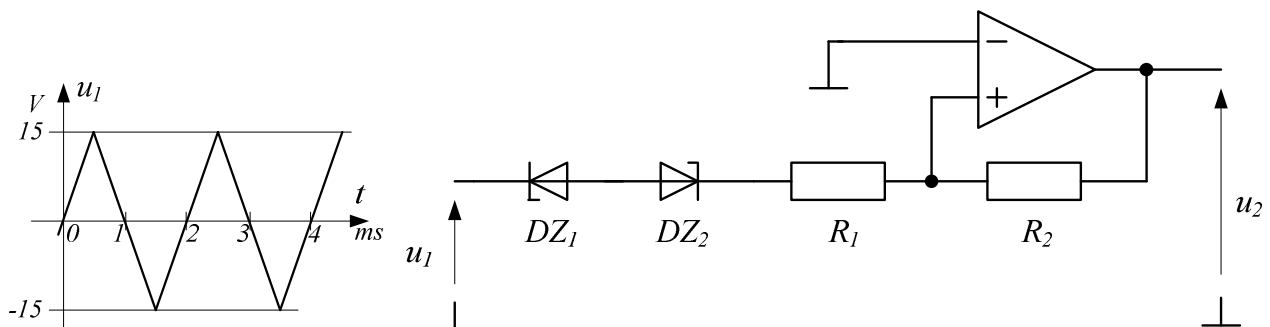 V u₁
15
t
0 1 2 3 4 ms
-15
−
+
DZ₁ DZ₂ R₁ R₂
u₁
u₂